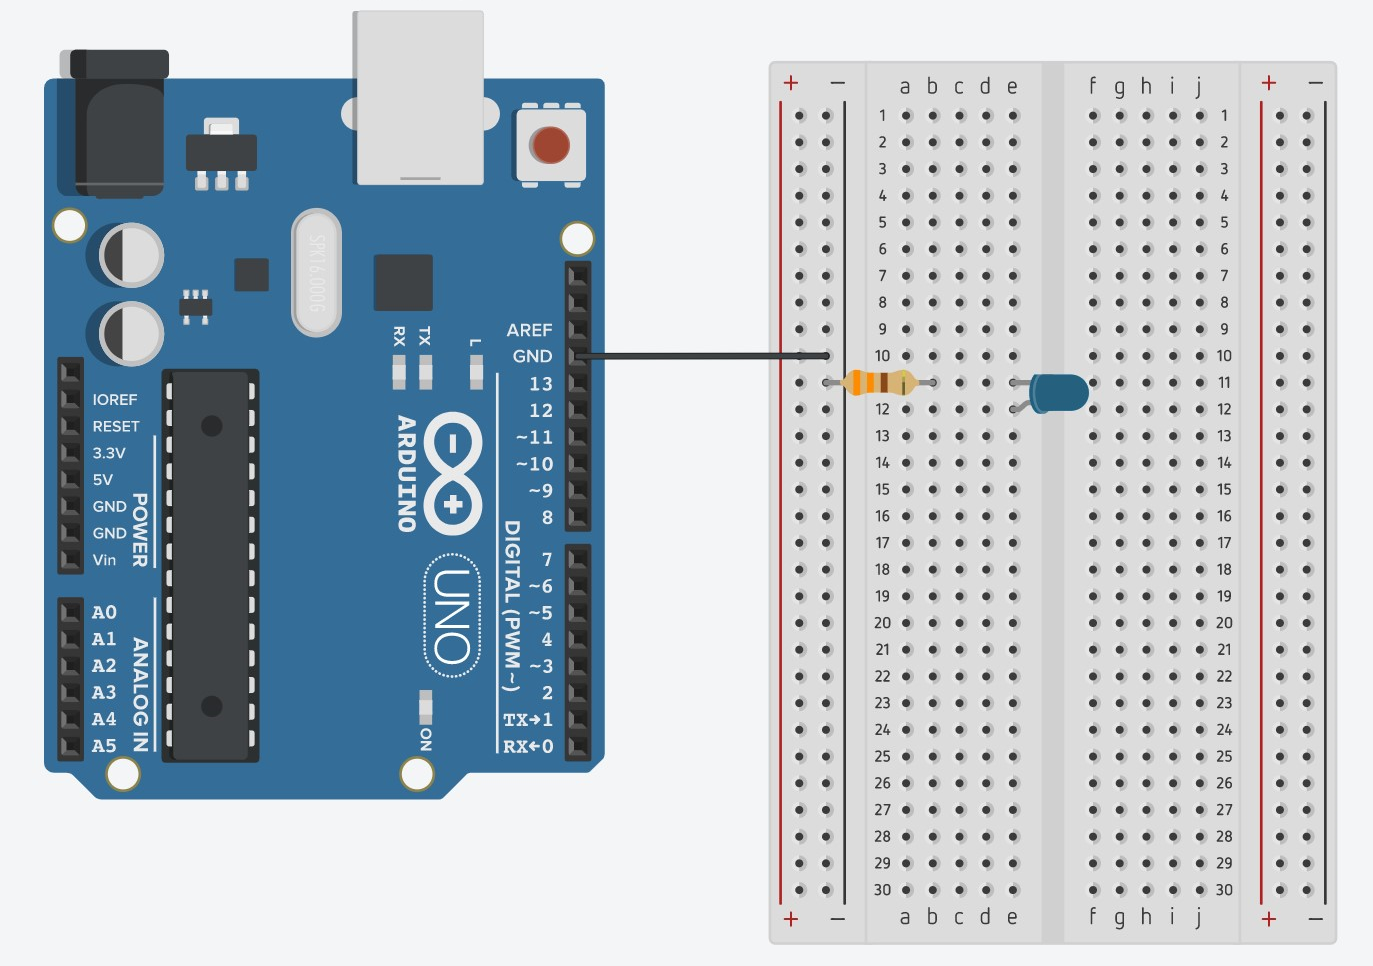 SPK16.000G
RX
TX
L
AREF
GND
13
12
~11
~10
~9
8
7
~6
~5
4
~3
2
TX→1
RX←0
DIGITAL (PWM ~)
ARDUINO
UNO
ON
IOREF
RESET
3.3V
5V
GND
GND
Vin
POWER
A0
A1
A2
A3
A4
A5
ANALOG IN
+ − a b c d e f g h i j + −
1 1
2 2
3 3
4 4
5 5
6 6
7 7
8 8
9 9
10 10
11 11
12 12
13 13
14 14
15 15
16 16
17 17
18 18
19 19
20 20
21 21
22 22
23 23
24 24
25 25
26 26
27 27
28 28
29 29
30 30
+ − a b c d e f g h i j + −